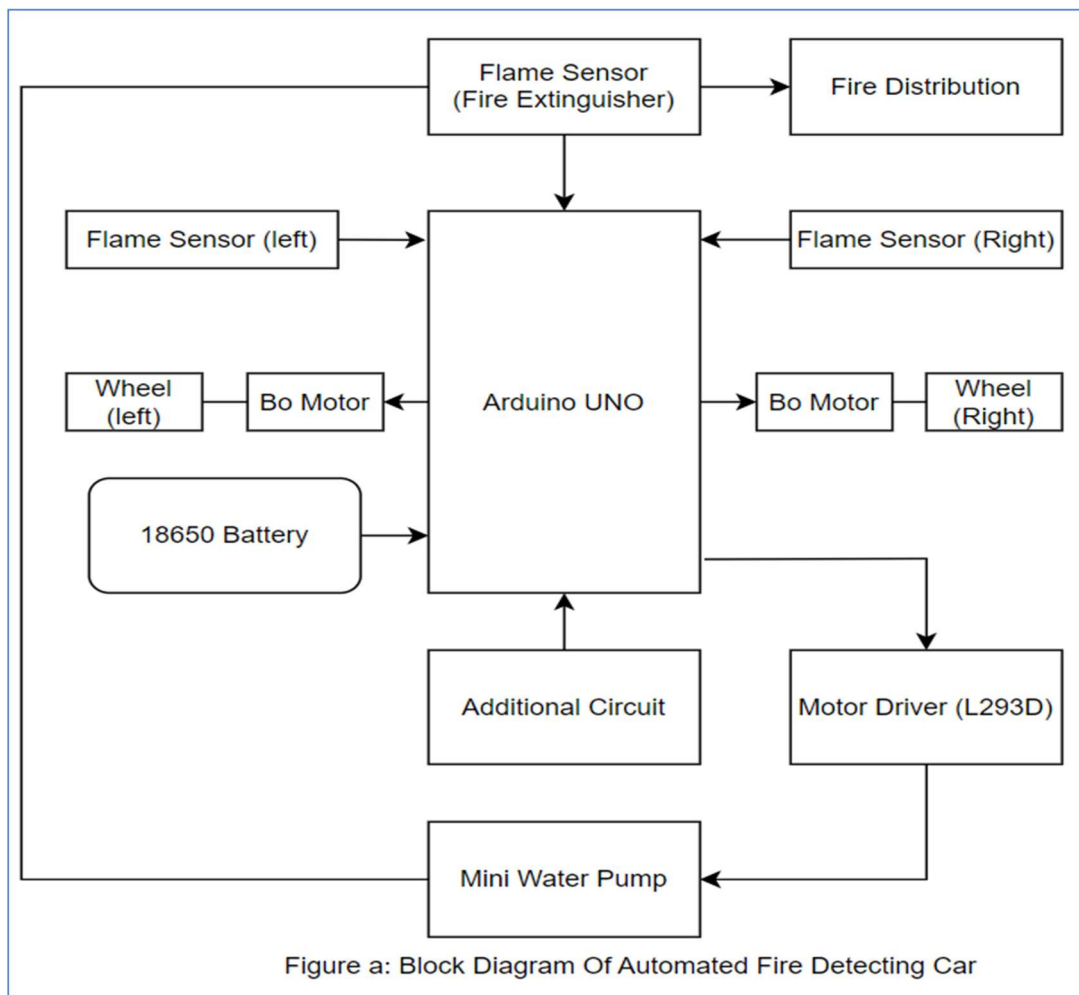 Flame Sensor
(Fire Extinguisher)
Fire Distribution
Flame Sensor (left)
Flame Sensor (Right)
Wheel
(left)
Bo Motor
Arduino UNO
Bo Motor
Wheel
(Right)
18650 Battery
Additional Circuit
Motor Driver (L293D)
Mini Water Pump
Figure a: Block Diagram Of Automated Fire Detecting Car